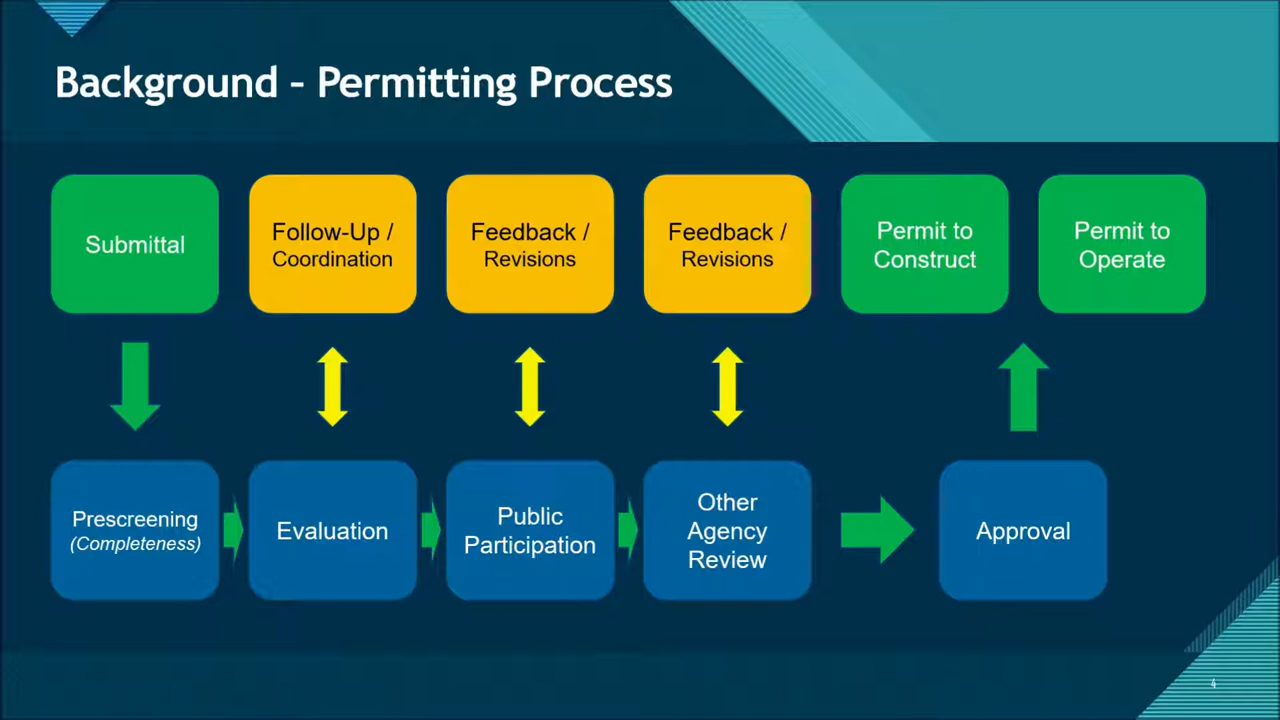 Background – Permitting Process
Submittal
Follow-Up /
Coordination
Feedback /
Revisions
Feedback /
Revisions
Permit to
Construct
Permit to
Operate
Prescreening
(Completeness)
Evaluation
Public
Participation
Other
Agency
Review
Approval
4